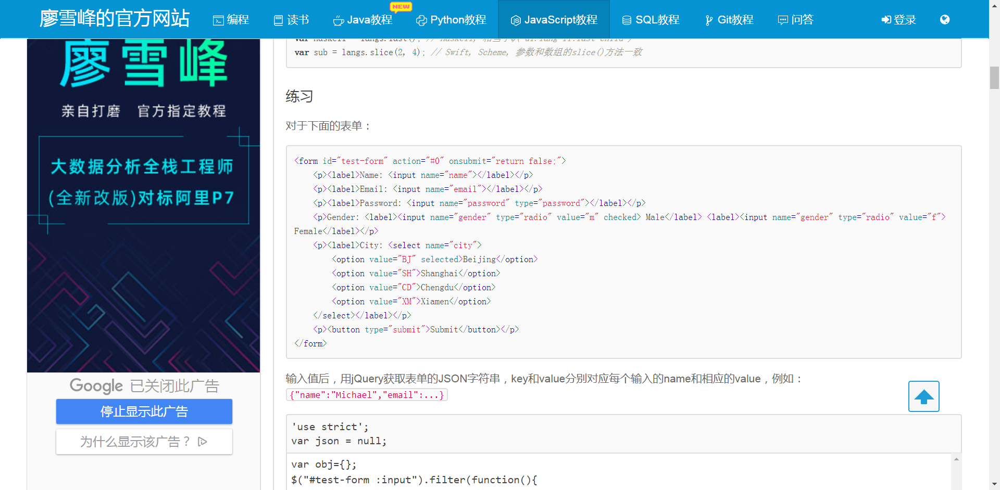 廖雪峰的官方网站
编程
读书
Java教程
NEW
Python教程
JavaScript教程
SQL教程
Git教程
问答
登录
廖雪峰
亲自打磨 官方指定教程
大数据分析全栈工程师
(全新改版)对标阿里P7
Google 已关闭此广告
停止显示此广告
为什么显示该广告？
var sub = langs.slice(2, 4); // Swift, Scheme, 参数和数组的slice()方法一致
练习
对于下面的表单：
<form id="test-form" action="#0" onsubmit="return false;">
    <p><label>Name: <input name="name"></label></p>
    <p><label>Email: <input name="email"></label></p>
    <p><label>Password: <input name="password" type="password"></label></p>
    <p>Gender: <label><input name="gender" type="radio" value="m" checked> Male</label> <label><input name="gender" type="radio" value="f">
Female</label></p>
    <p><label>City: <select name="city">
        <option value="BJ" selected>Beijing</option>
        <option value="SH">Shanghai</option>
        <option value="CD">Chengdu</option>
        <option value="XM">Xiamen</option>
    </select></label></p>
    <p><button type="submit">Submit</button></p>
</form>
输入值后，用jQuery获取表单的JSON字符串，key和value分别对应每个输入的name和相应的value，例如：
{"name":"Michael","email":...}
'use strict';
var json = null;
var obj={};
$("#test-form :input").filter(function(){